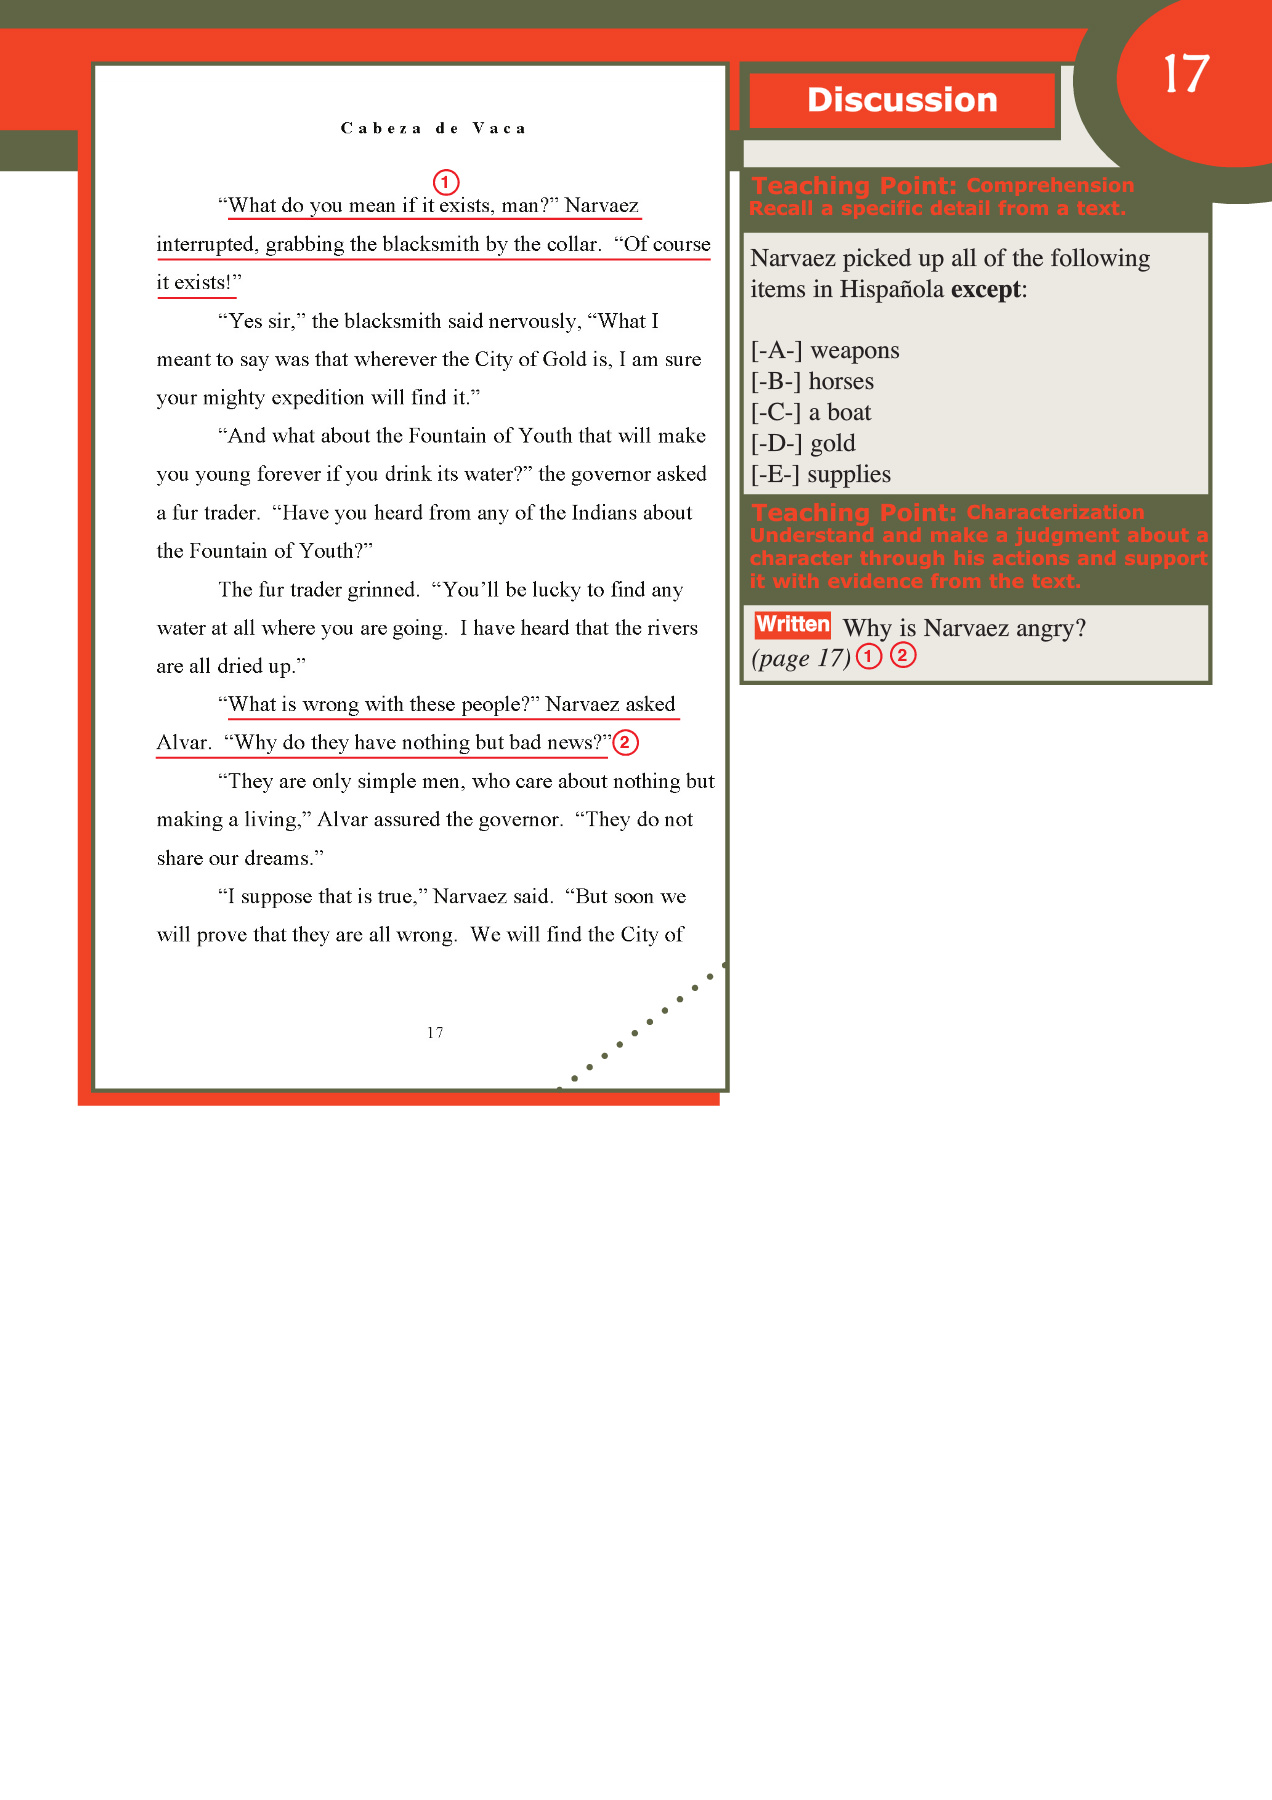 17
Discussion
Cabeza de Vaca
1
“What do you mean if it exists, man?” Narvaez
interrupted, grabbing the blacksmith by the collar.  “Of course
it exists!”
“Yes sir,” the blacksmith said nervously, “What I
meant to say was that wherever the City of Gold is, I am sure
your mighty expedition will find it.”
“And what about the Fountain of Youth that will make
you young forever if you drink its water?” the governor asked
a fur trader.  “Have you heard from any of the Indians about
the Fountain of Youth?”
The fur trader grinned.  “You’ll be lucky to find any
water at all where you are going.  I have heard that the rivers
are all dried up.”
“What is wrong with these people?” Narvaez asked
Alvar.  “Why do they have nothing but bad news?” 2
“They are only simple men, who care about nothing but
making a living,” Alvar assured the governor.  “They do not
share our dreams.”
“I suppose that is true,” Narvaez said.  “But soon we
will prove that they are all wrong.  We will find the City of
17
Teaching Point: Comprehension
Recall a specific detail from a text.
Narvaez picked up all of the following
items in Hispañola except:
[-A-] weapons
[-B-] horses
[-C-] a boat
[-D-] gold
[-E-] supplies
Teaching Point: Characterization
Understand and make a judgment about a
character through his actions and support
it with evidence from the text.
Written Why is Narvaez angry?
(page 17) 1 2